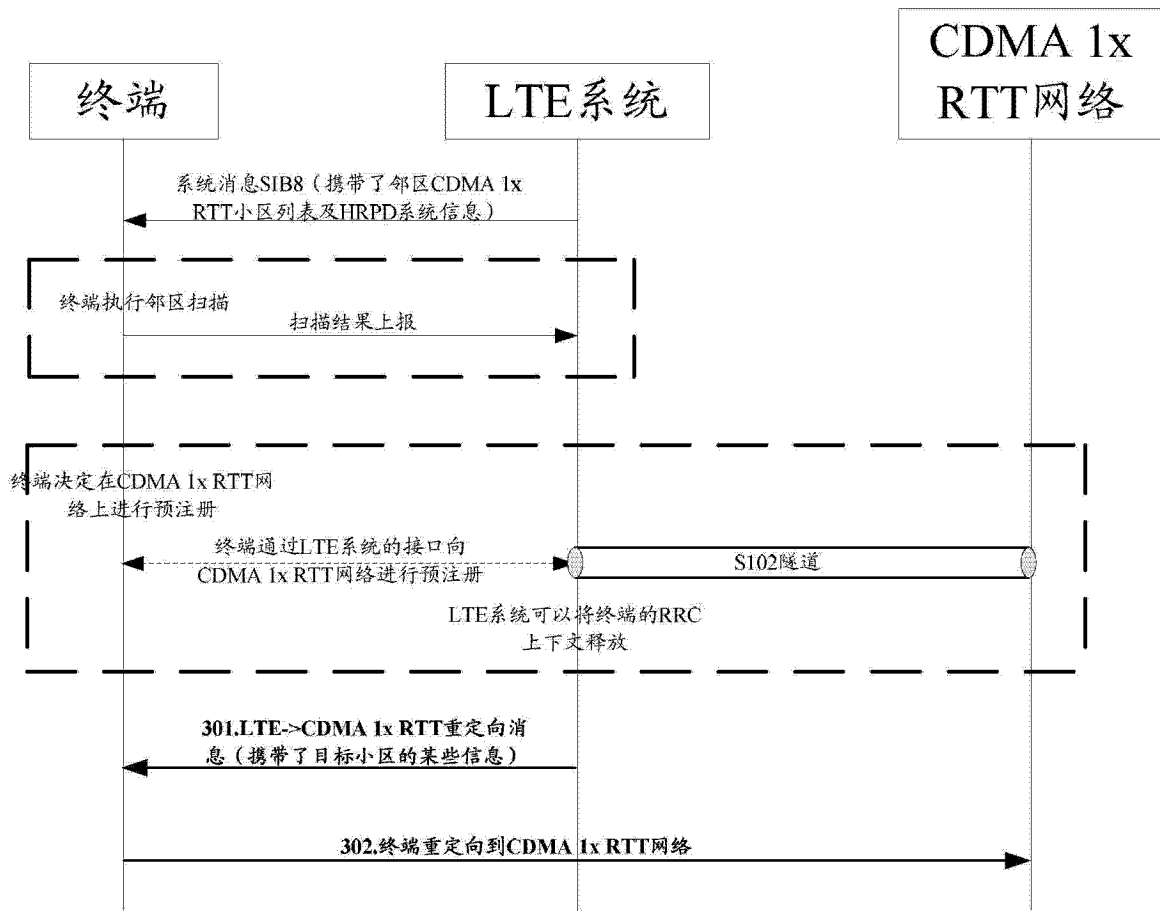 终端
LTE系统
CDMA 1x
RTT网络
系统消息SIB8（携带了邻区CDMA 1x
RTT小区列表及HRPD系统信息）
终端执行邻区扫描
扫描结果上报
终端决定在CDMA 1x RTT网
络上进行预注册
终端通过LTE系统的接口向
CDMA 1x RTT网络进行预注册
S102隧道
LTE系统可以将终端的RRC
上下文释放
301.LTE->CDMA 1x RTT重定向消
息（携带了目标小区的某些信息）
302.终端重定向到CDMA 1x RTT网络